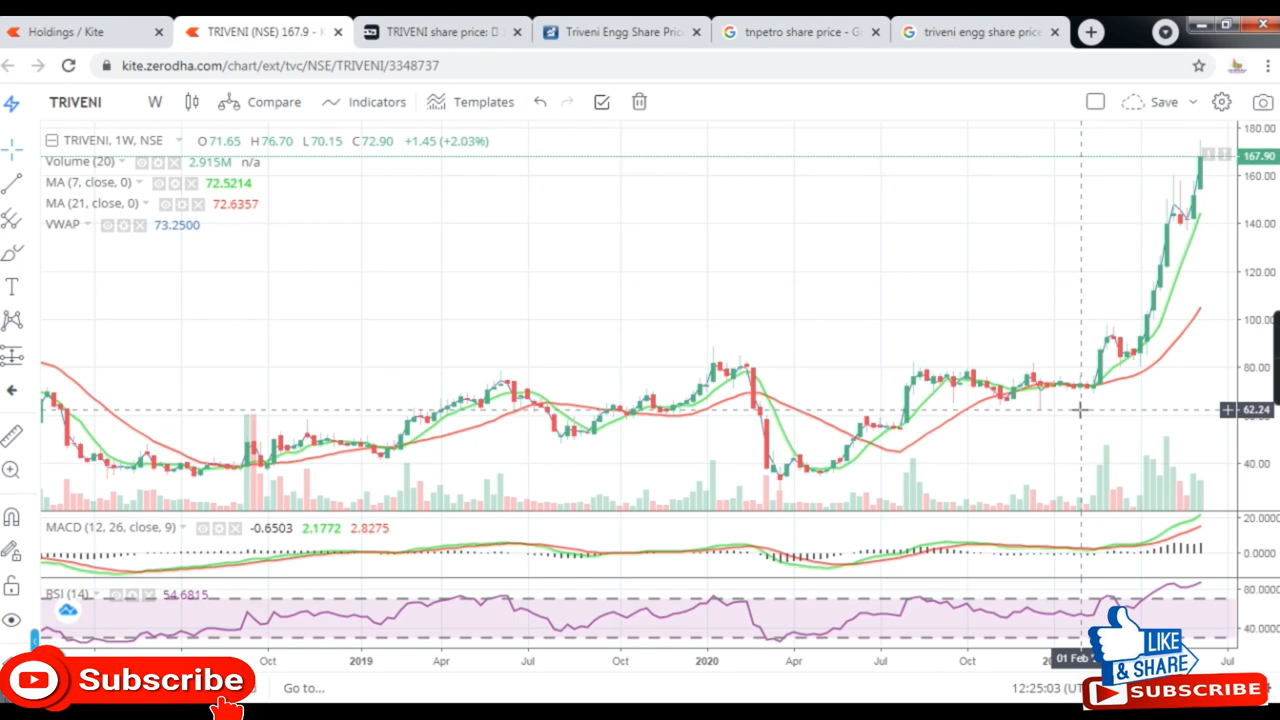 Holdings / Kite
TRIVENI (NSE) 167.9 -
TRIVENI share price:
Triveni Engg Share Pric
tnpetro share price - G
triveni engg share price
kite.zerodha.com/chart/ext/tvc/NSE/TRIVENI/3348737
TRIVENI
W
Compare
Indicators
Templates
Save
TRIVENI, 1W, NSE O71.65 H76.70 L70.15 C72.90 +1.45 (+2.03%)
Volume (20) 2.915M n/a
MA (7, close, 0) 72.5214
MA (21, close, 0) 72.6357
VWAP 73.2500
180.00
167.90
160.00
140.00
120.00
100.00
80.00
62.24
40.00
MACD (12, 26, close, 9) -0.6503 2.1772 2.8275
20.0000
0.0000
RSI (14) 54.6815
80.0000
40.0000
Oct 2019 Apr Jul Oct 2020 Apr Jul Oct 01 Feb Jul
Go to...
12:25:03 (UT
Subscribe
LIKE
& SHARE
SUBSCRIBE